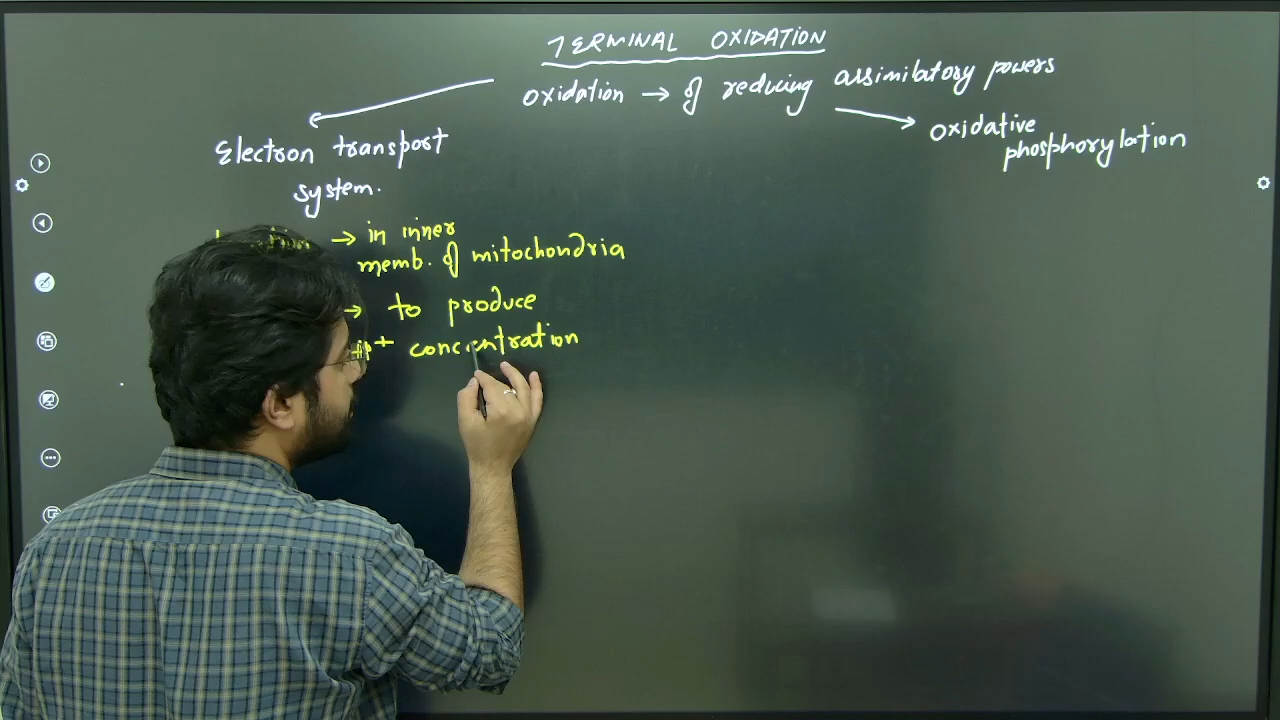 TERMINAL OXIDATION
oxidation → of reducing assimilatory powers
Electron transport
system.
oxidative
phosphorylation
→ in inner
memb. of mitochondria
→ to produce
concentration